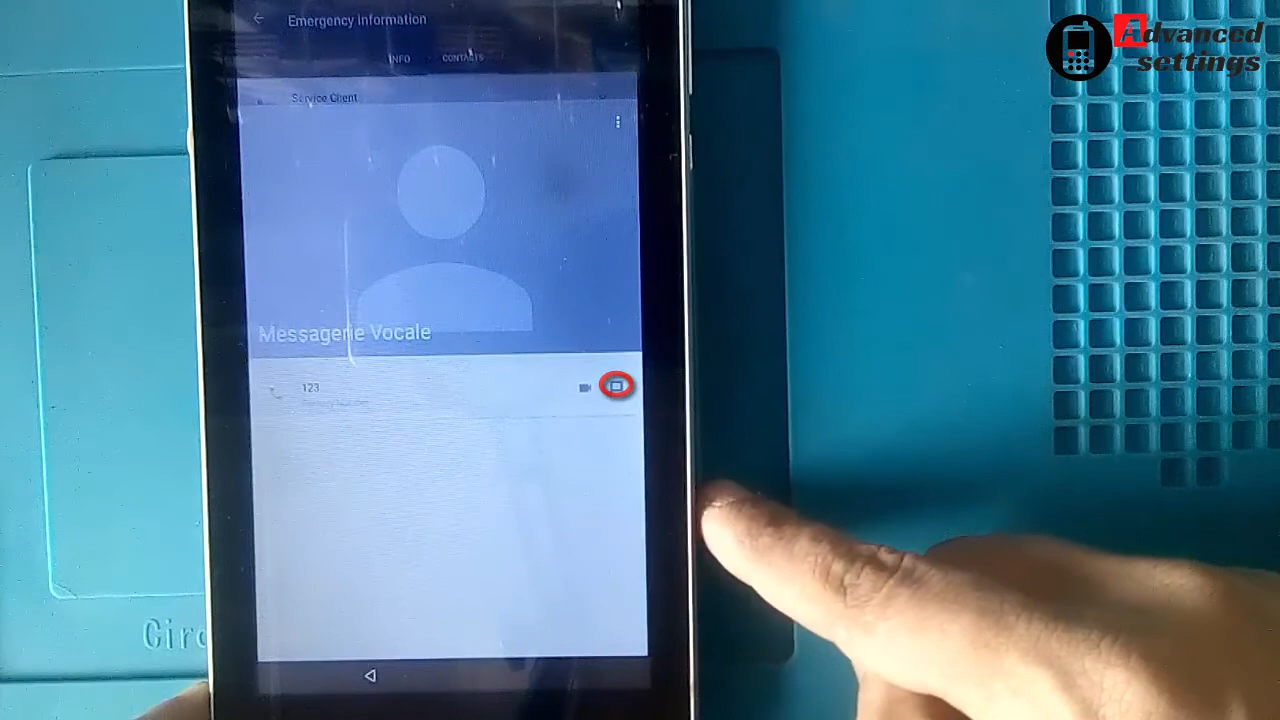 Emergency information
INFO CONTACTS
Service Client
Messagerie Vocale
123
Advanced
settings